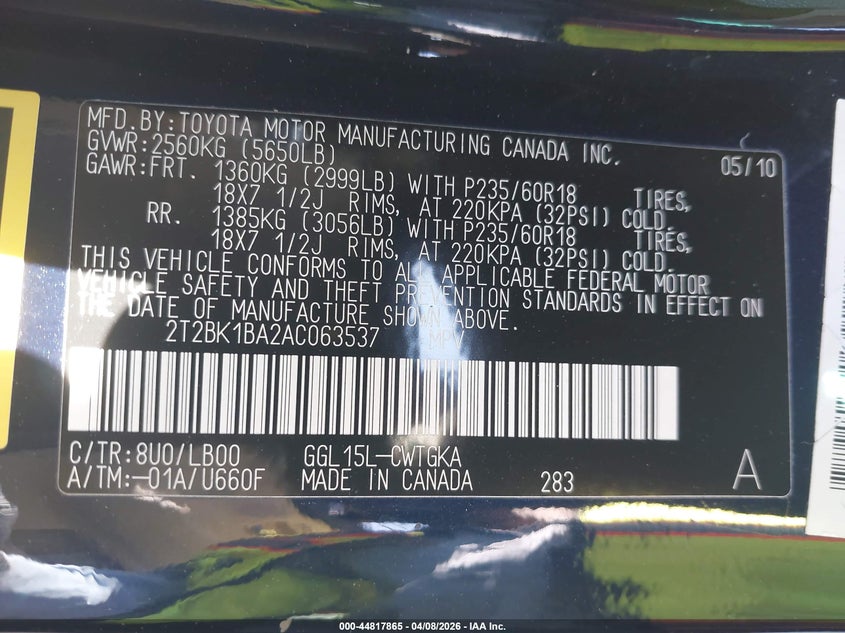 MFD.BY:TOYOTA MOTOR MANUFACTURING CANADA INC. 05/10
GVWR:2560KG (5650LB)
GAWR:FRT. 1360KG (2999LB) WITH P235/60R18 TIRES,
18X7 1/2J RIMS, AT 220KPA (32PSI) COLD.
RR. 1385KG (3056LB) WITH P235/60R18 TIRES,
18X7 1/2J RIMS, AT 220KPA (32PSI) COLD.
THIS VEHICLE CONFORMS TO ALL APPLICABLE FEDERAL MOTOR
VEHICLE SAFETY AND THEFT PREVENTION STANDARDS IN EFFECT ON
THE DATE OF MANUFACTURE SHOWN ABOVE.
2T2BK1BA2AC063537 MPV
C/TR:8U0/LB00 GGL15L-CWTGKA
A/TM:-01A/U660F MADE IN CANADA 283 A
000-44817865 - 04/08/2026 - IAA Inc.